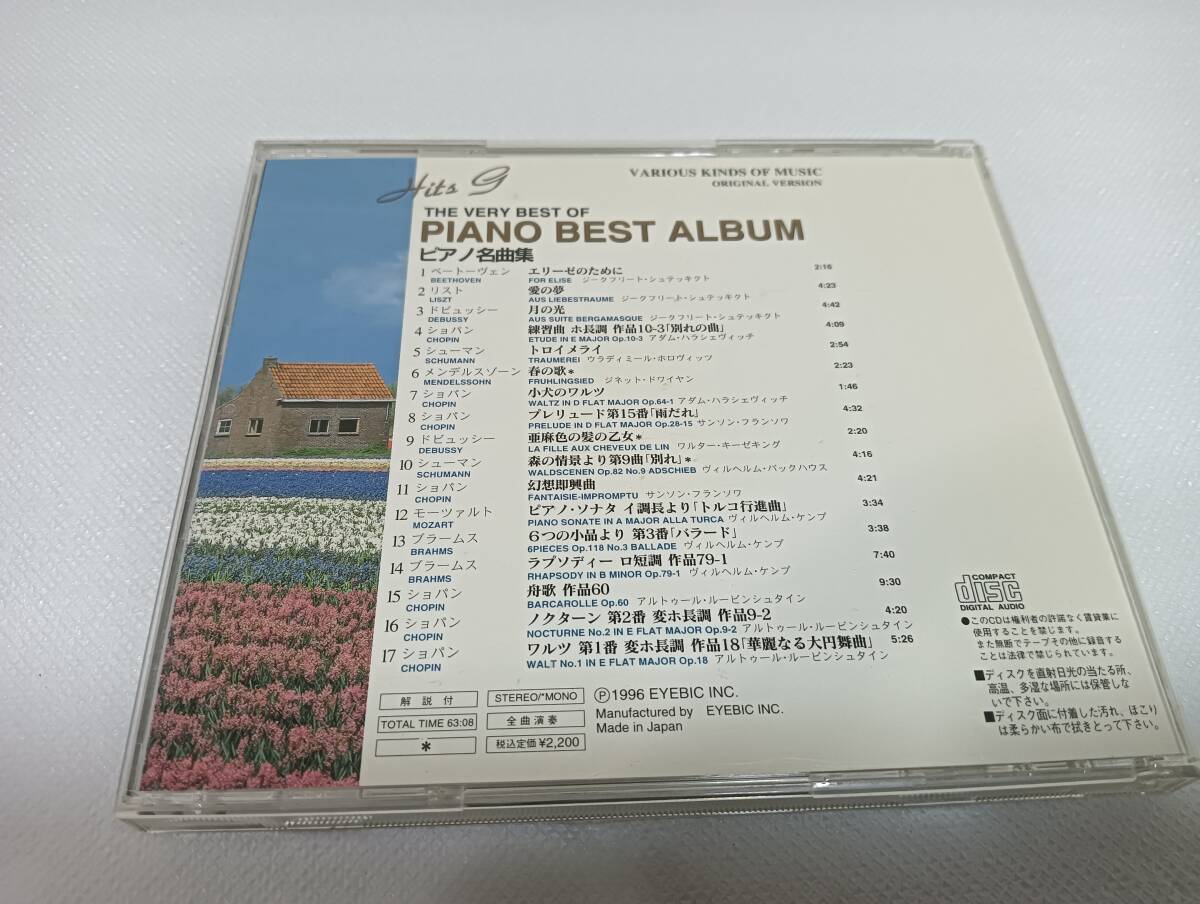 Hits 9
VARIOUS KINDS OF MUSIC
ORIGINAL VERSION
THE VERY BEST OF
PIANO BEST ALBUM
ピアノ名曲集
1 ベートーヴェン エリーゼのために 2:16
BEETHOVEN FOR ELISE ジークフリート・シュテッキクト
2 リスト 愛の夢 4:23
LISZT AUS LIEBESTRAUME ジークフリート・シュテッキクト
3 ドビュッシー 月の光 4:42
DEBUSSY AUS SUITE BERGAMASQUE ジークフリート・シュテッキクト
4 ショパン 練習曲 ホ長調 作品10-3「別れの曲」 4:09
CHOPIN ETUDE IN E MAJOR Op.10-3 アダム・ハラシェヴィッチ
5 シューマン トロイメライ 2:54
SCHUMANN TRAUMEREI ウラディミール・ホロヴィッツ
6 メンデルスゾーン 春の歌* 2:23
MENDELSSOHN FRUHLINGSIED ジネット・ドワイヤン
7 ショパン 小犬のワルツ 1:46
CHOPIN WALTZ IN D FLAT MAJOR Op.64-1 アダム・ハラシェヴィッチ
8 ショパン プレリュード第15番「雨だれ」 4:32
CHOPIN PRELUDE IN D FLAT MAJOR Op.28-15 サンソン・フランソワ
9 ドビュッシー 亜麻色の髪の乙女* 2:20
DEBUSSY LA FILLE AUX CHEVEUX DE LIN ワルター・ギーゼキング
10 シューマン 森の情景より第9曲「別れ」* 4:16
SCHUMANN WALDSCENEN Op.82 No.9 ADSCHIEB ヴィルヘルム・バックハウス
11 ショパン 幻想即興曲 4:21
CHOPIN FANTASIE-IMPROMPTU サンソン・フランソワ
12 モーツァルト ピアノ・ソナタ イ調長より「トルコ行進曲」 3:34
MOZART PIANO SONATE IN A MAJOR ALLA TURCA ヴィルヘルム・ケンプ
13 ブラームス 6つの小品より 第3番「バラード」 3:38
BRAHMS 6PIECES Op.118 No.3 BALLADE ヴィルヘルム・ケンプ
14 ブラームス ラプソディー ロ短調 作品79-1 7:40
BRAHMS RHAPSODY IN B MINOR Op.79-1 ヴィルヘルム・ケンプ
15 ショパン 舟歌 作品60 9:30
CHOPIN BARCAROLLE Op.60 アルトゥール・ルービンシュタイン
16 ショパン ノクターン 第2番 変ホ長調 作品9-2 4:20
CHOPIN NOCTURNE No.2 IN E FLAT MAJOR Op.9-2 アルトゥール・ルービンシュタイン
17 ショパン ワルツ 第1番 変ホ長調 作品18「華麗なる大円舞曲」 5:26
CHOPIN WALT No.1 IN E FLAT MAJOR Op.18 アルトゥール・ルービンシュタイン
解説付 STEREO/*MONO
TOTAL TIME 63:08 全曲演奏
* 税込定価¥2,200
Ⓟ1996 EYEBIC INC.
Manufactured by EYEBIC INC.
Made in Japan
COMPACT
disc
DIGITAL AUDIO
●このCDは権利者の許諾なく賃貸業に
使用することを禁じます。
また無断でテープその他に録音する
ことは法律で禁じられています。
■ディスクを直射日光の当たる所、
高温、多湿な場所には保管しな
いで下さい。
■ディスク面に付着した汚れ、ほこり
は柔らかい布で拭きとって下さい。